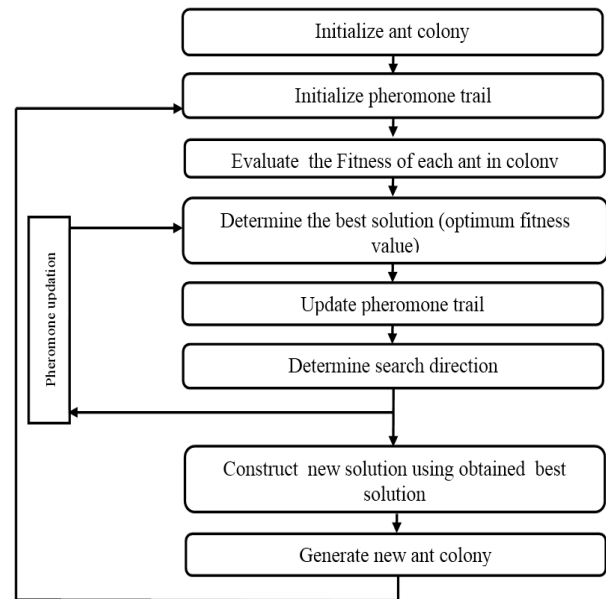 Initialize ant colony
Initialize pheromone trail
Evaluate the Fitness of each ant in colony
Determine the best solution (optimum fitness
value)
Update pheromone trail
Determine search direction
Pheromone updation
Construct new solution using obtained best
solution
Generate new ant colony